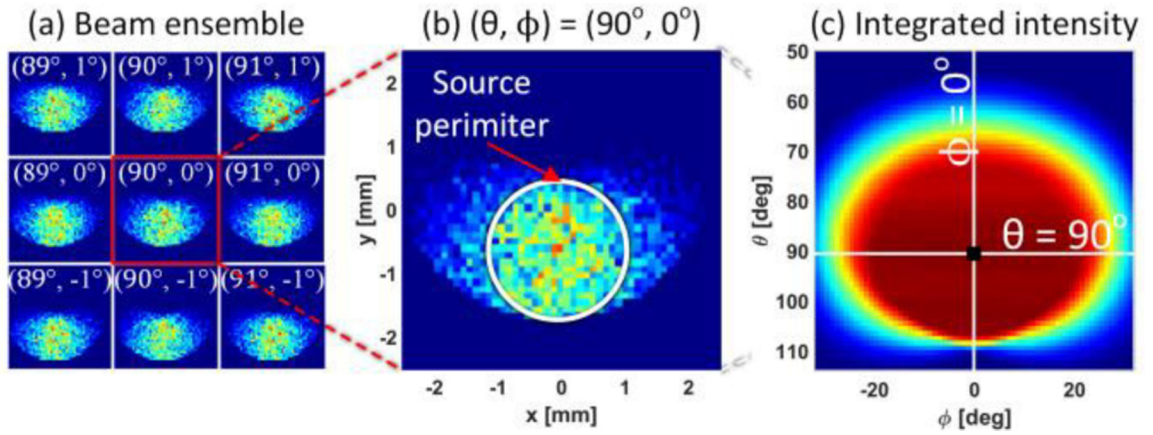 (a) Beam ensemble
(89°, 1°) (90°, 1°) (91°, 1°)
(89°, 0°) (90°, 0°) (91°, 0°)
(89°, -1°) (90°, -1°) (91°, -1°)
(b) (θ, ϕ) = (90°, 0°)
Source
perimiter
2
1
0
-1
-2
y [mm]
-2 -1 0 1 2
x [mm]
(c) Integrated intensity
50
60
70
80
90
100
110
θ [deg]
ϕ = 0°
θ = 90°
-20 0 20
ϕ [deg]